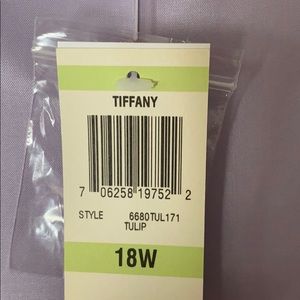 TIFFANY
7 06258 19752 2
STYLE 6680TUL171
TULIP
18W